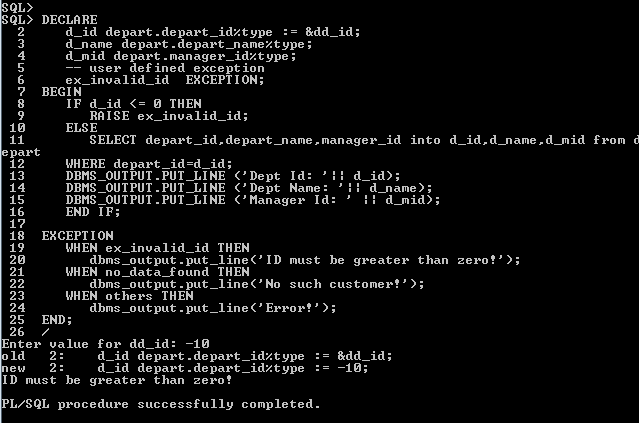 SQL>
SQL> DECLARE
  2     d_id depart.depart_id%type := &dd_id;
  3     d_name depart.depart_name%type;
  4     d_mid depart.manager_id%type;
  5     -- user defined exception
  6     ex_invalid_id  EXCEPTION;
  7  BEGIN
  8     IF d_id <= 0 THEN
  9        RAISE ex_invalid_id;
 10     ELSE
 11        SELECT depart_id,depart_name,manager_id into d_id,d_name,d_mid from d
epart
 12     WHERE depart_id=d_id;
 13     DBMS_OUTPUT.PUT_LINE ('Dept Id: '|| d_id);
 14     DBMS_OUTPUT.PUT_LINE ('Dept Name: '|| d_name);
 15     DBMS_OUTPUT.PUT_LINE ('Manager Id: ' || d_mid);
 16     END IF;
 17
 18  EXCEPTION
 19     WHEN ex_invalid_id THEN
 20        dbms_output.put_line('ID must be greater than zero!');
 21     WHEN no_data_found THEN
 22        dbms_output.put_line('No such customer!');
 23     WHEN others THEN
 24        dbms_output.put_line('Error!');
 25  END;
 26  /
Enter value for dd_id: -10
old   2:    d_id depart.depart_id%type := &dd_id;
new   2:    d_id depart.depart_id%type := -10;
ID must be greater than zero!
PL/SQL procedure successfully completed.